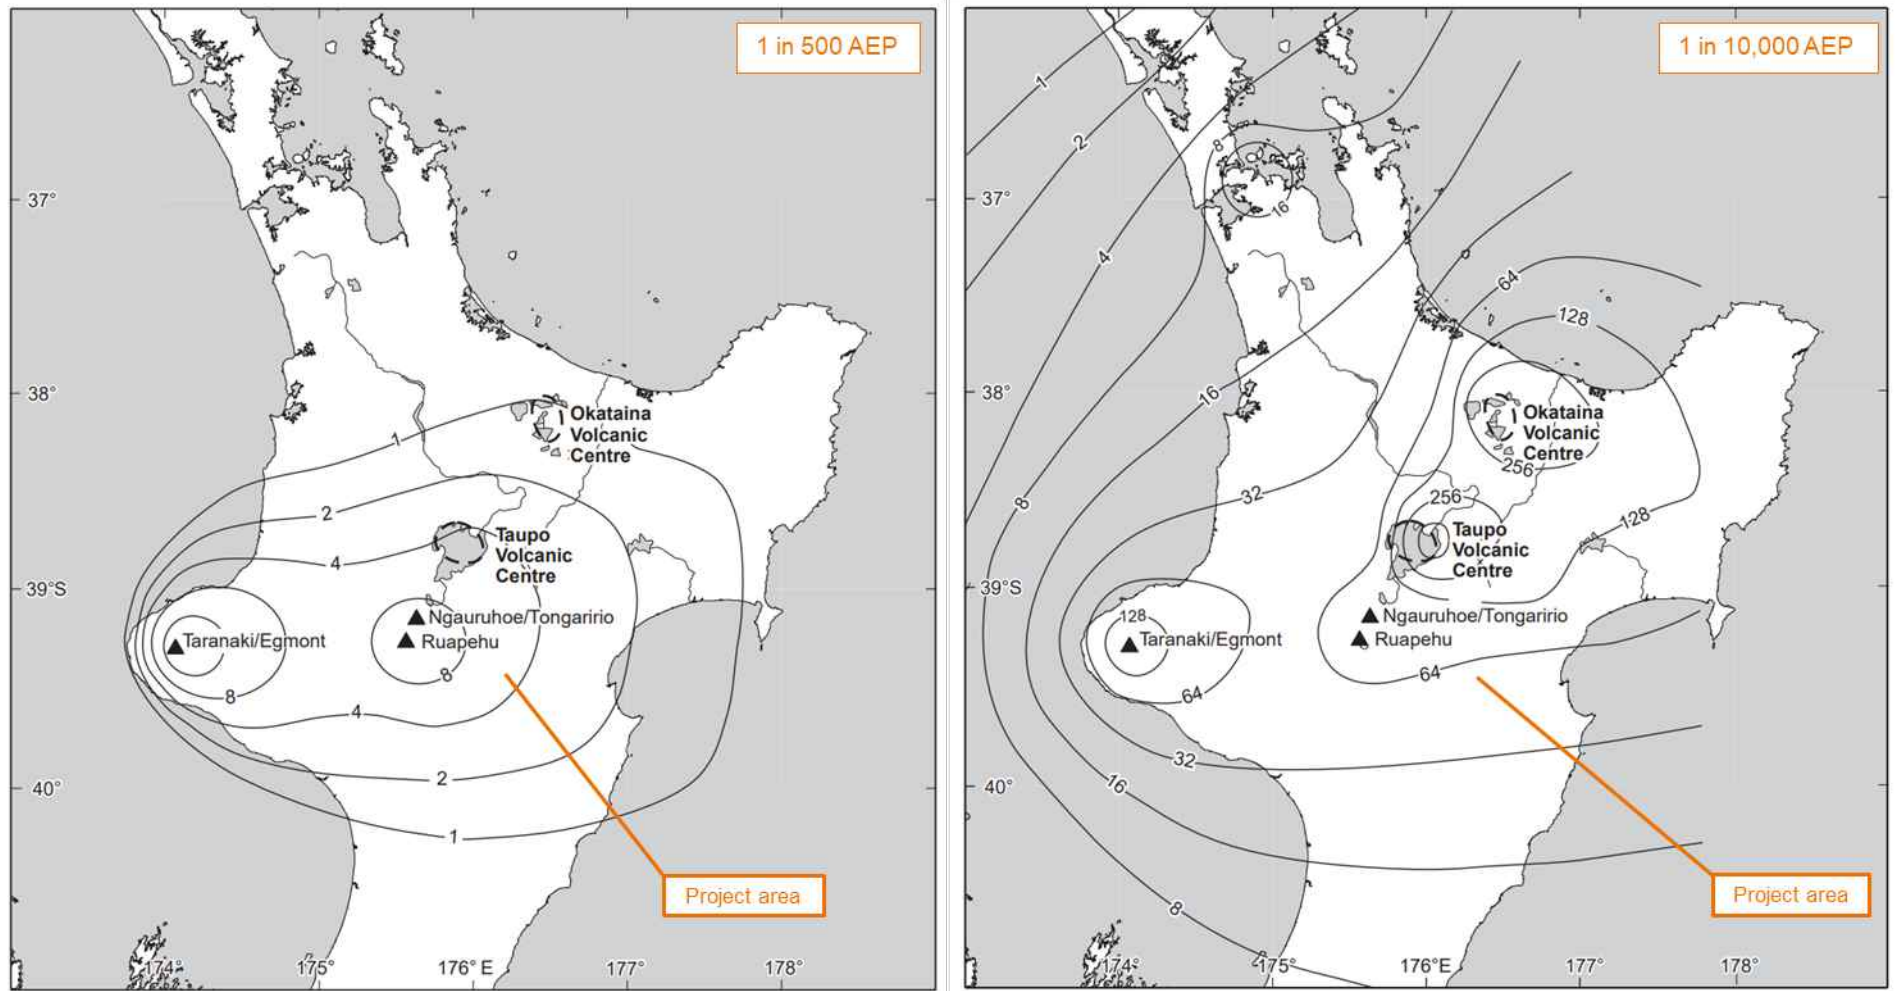 1 in 500 AEP
37°
38°
1
Okataina
Volcanic
Centre
2
Taupo
Volcanic
Centre
4
39°S
Ngauruhoe/Tongaririo
Taranaki/Egmont
Ruapehu
8
8
4
2
40°
1
Project area
174°
175°
176° E
177°
178°
1 in 10,000 AEP
1
2
8
37°
16
4
64
128
38°
16
Okataina
Volcanic
Centre
256
32
256
8
128
Taupo
Volcanic
Centre
39°S
128
Ngauruhoe/Tongaririo
Taranaki/Egmont
Ruapehu
64
64
32
16
40°
Project area
8
8
174°
175°
176°E
177°
178°